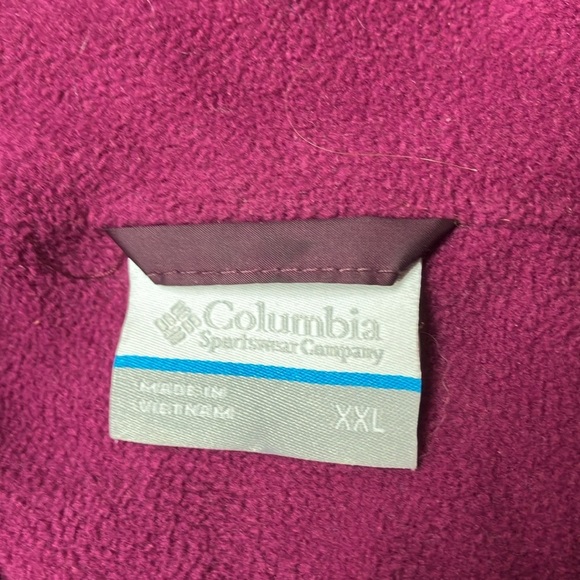 Columbia
Sportswear Company
MADE IN
VIETNAM
XXL